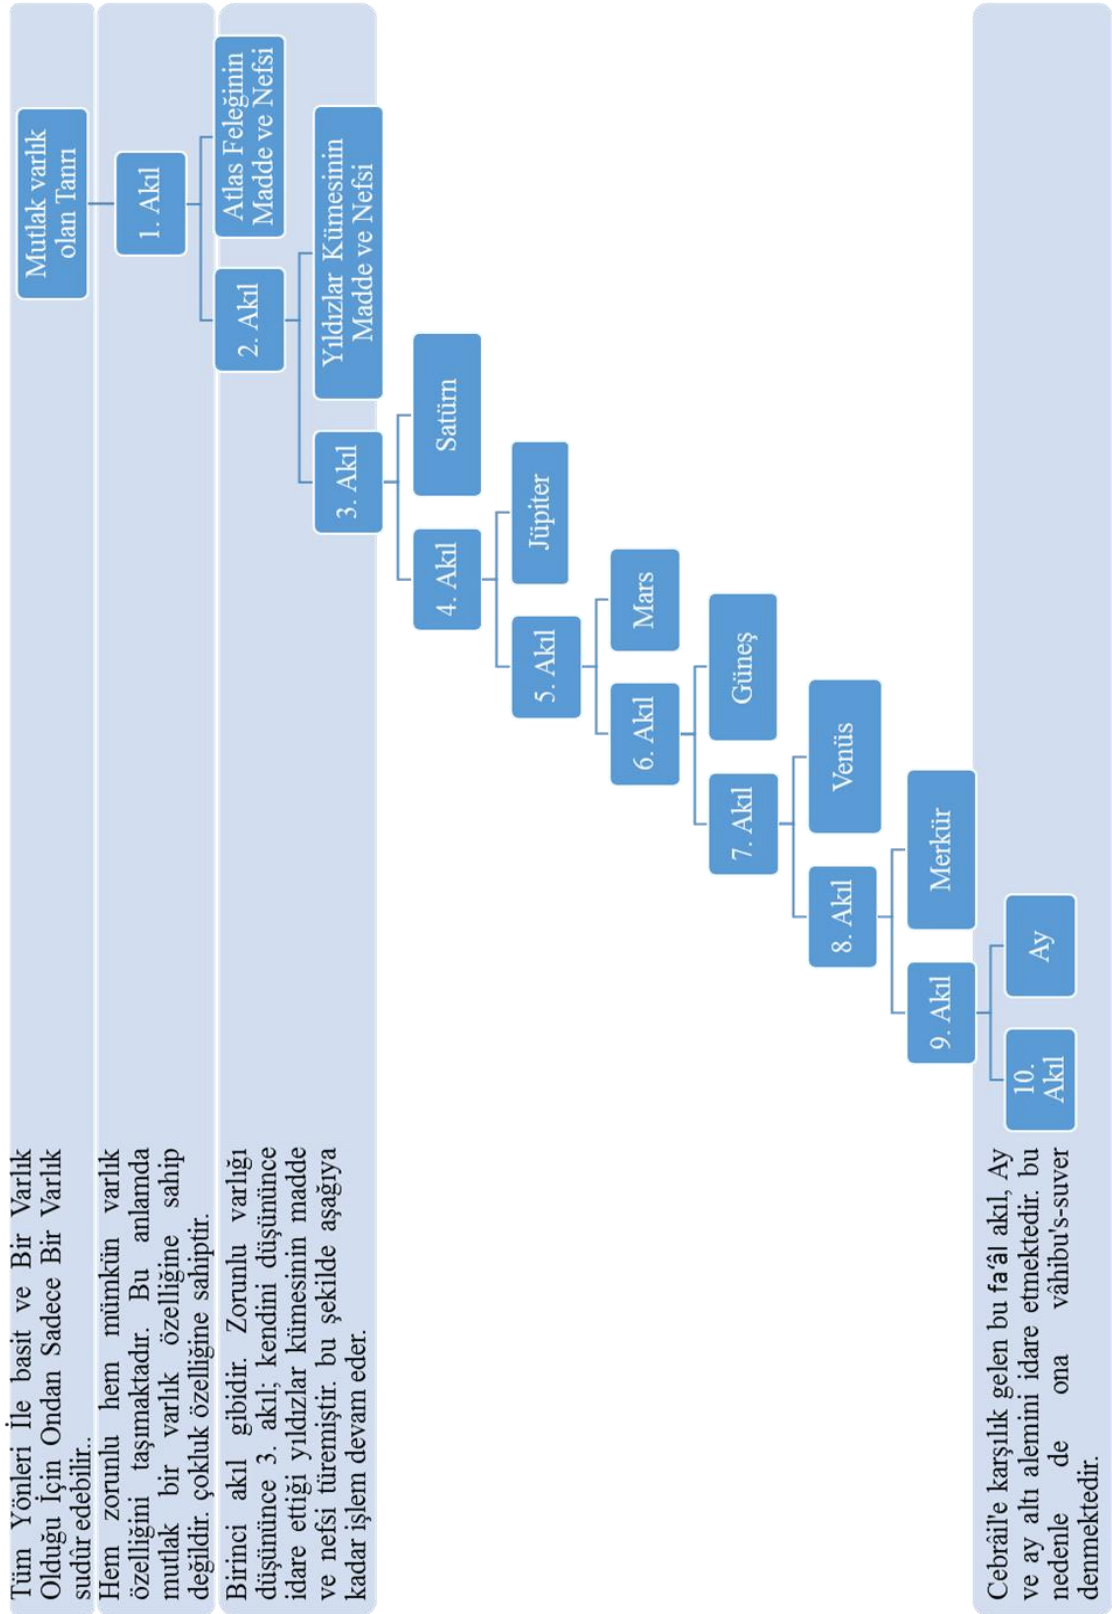 Tüm Yönleri İle basit ve Bir Varlık
Olduğu İçin Ondan Sadece Bir Varlık
sudûr edebilir..
Mutlak varlık
olan Tanrı
Hem zorunlu hem mümkün varlık
özelliğini taşımaktadır. Bu anlamda
mutlak bir varlık özelliğine sahip
değildir. çokluk özelliğine sahiptir.
1. Akıl
Birinci akıl gibidir. Zorunlu varlığı
düşününce 3. akıl; kendini düşününce
idare ettiği yıldızlar kümesinin madde
ve nefsi türemiştir. bu şekilde aşağıya
kadar işlem devam eder.
2. Akıl
Atlas Feleğinin
Madde ve Nefsi
3. Akıl
Yıldızlar Kümesinin
Madde ve Nefsi
4. Akıl
Satürn
5. Akıl
Jüpiter
6. Akıl
Mars
7. Akıl
Güneş
8. Akıl
Venüs
9. Akıl
Merkür
Cebrâil'e karşılık gelen bu fa‘âl akıl, Ay
ve ay altı alemini idare etmektedir. bu
nedenle de ona vâhibu's-suver
denmektedir.
10.
Akıl
Ay